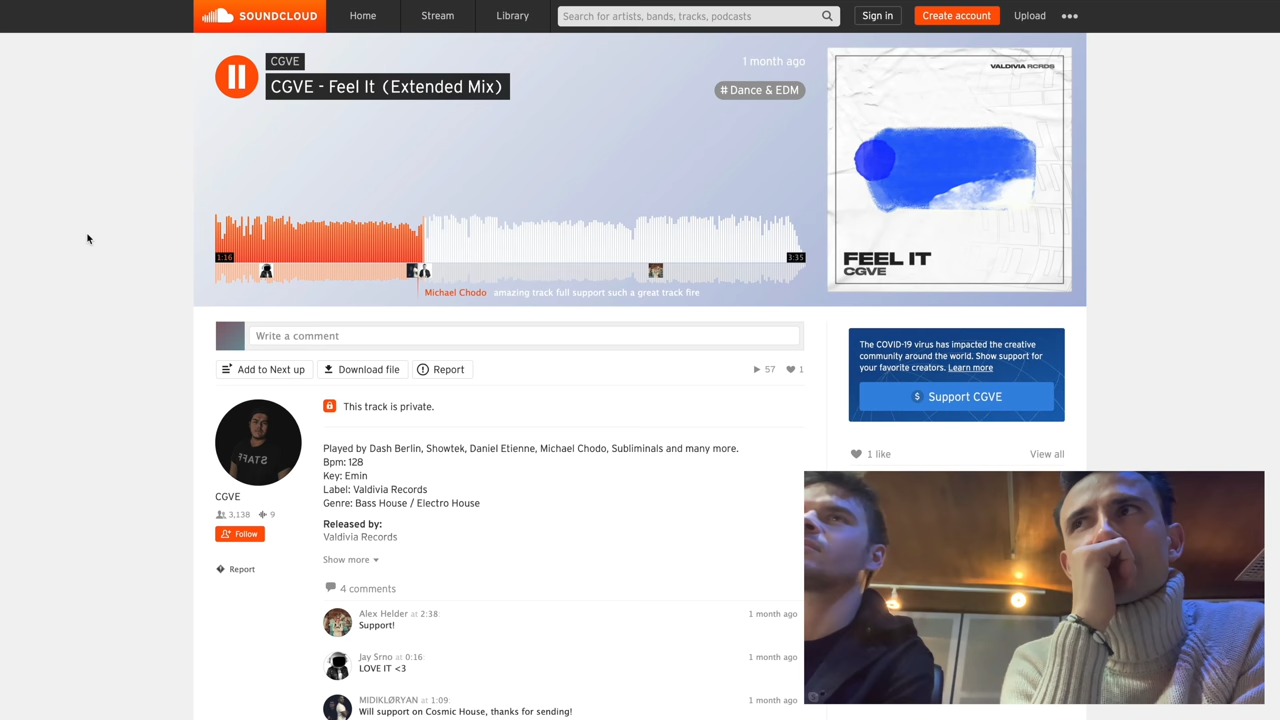 SOUNDCLOUD
Home
Stream
Library
Search for artists, bands, tracks, podcasts
Sign in
Create account
Upload
CGVE
1 month ago
CGVE - Feel It (Extended Mix)
# Dance & EDM
1:16
3:35
Michael Chodo amazing track full support such a great track fire
VALDIVIA RCRDS
FEEL IT
CGVE
Write a comment
Add to Next up
Download file
Report
57
1
The COVID-19 virus has impacted the creative
community around the world. Show support for
your favorite creators. Learn more
$ Support CGVE
1 like
View all
STAFF
CGVE
3,138
9
Follow
Report
This track is private.
Played by Dash Berlin, Showtek, Daniel Etienne, Michael Chodo, Subliminals and many more.
Bpm: 128
Key: Emin
Label: Valdivia Records
Genre: Bass House / Electro House
Released by:
Valdivia Records
Show more
4 comments
Alex Helder at 2:38:
1 month ago
Support!
Jay Srno at 0:16:
1 month ago
LOVE IT <3
MIDIKLØRYAN at 1:09:
1 month ago
Will support on Cosmic House, thanks for sending!